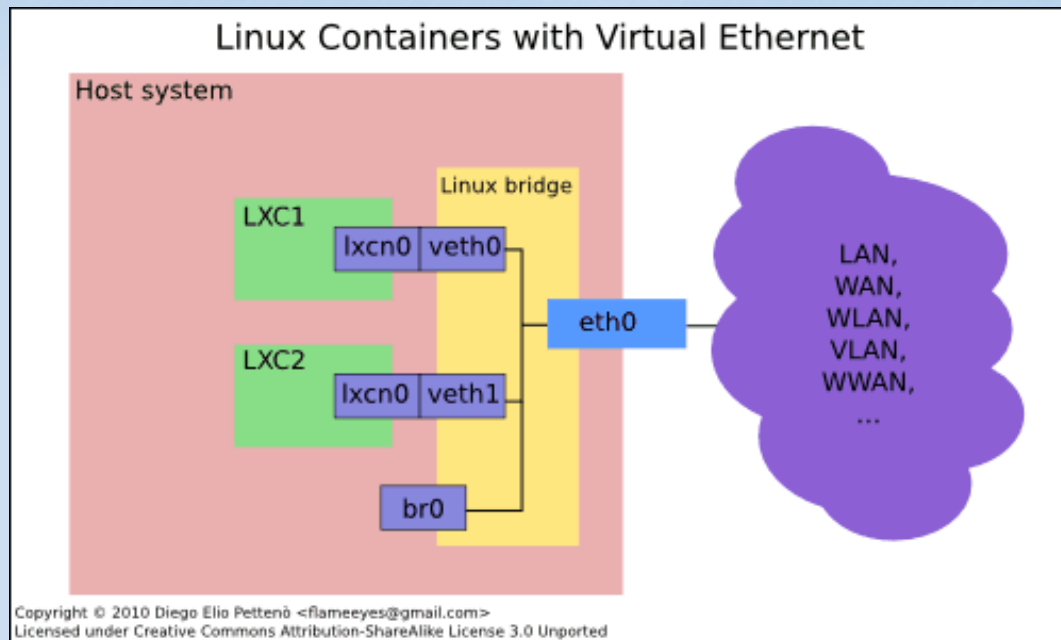 Linux Containers with Virtual Ethernet
Host system
Linux bridge
LXC1
lxcn0 veth0
eth0
LXC2
lxcn0 veth1
br0
LAN,
WAN,
WLAN,
VLAN,
WWAN,
...
Copyright © 2010 Diego Elio Pettenò <flameeyes@gmail.com>
Licensed under Creative Commons Attribution-ShareAlike License 3.0 Unported